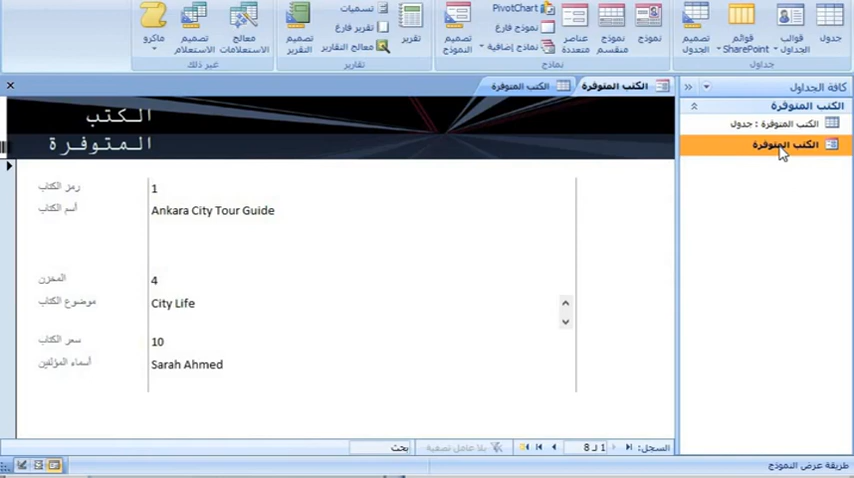 جدول
قوالب
الجداول
قوائم
SharePoint
تصميم
الجدول
جداول
نموذج
نموذج
منقسم
عناصر
متعددة
PivotChart
نموذج فارغ
نماذج إضافية
تصميم
النموذج
نماذج
تقرير
تسميات
تقرير فارغ
معالج التقارير
تصميم
التقرير
تقارير
معالج
الاستعلامات
تصميم
الاستعلام
ماكرو
غير ذلك
كافة الجداول
الكتب المتوفرة
الكتب المتوفرة : جدول
الكتب المتوفرة
الكتب المتوفرة
الكتب المتوفرة
الكتب
المتوفرة
رمز الكتاب 1
أسم الكتاب Ankara City Tour Guide
المخزن 4
موضوع الكتاب City Life
سعر الكتاب 10
أسماء المؤلفين Sarah Ahmed
السجل: 1 لـ 8
بلا عامل تصفية
بحث
طريقة عرض النموذج